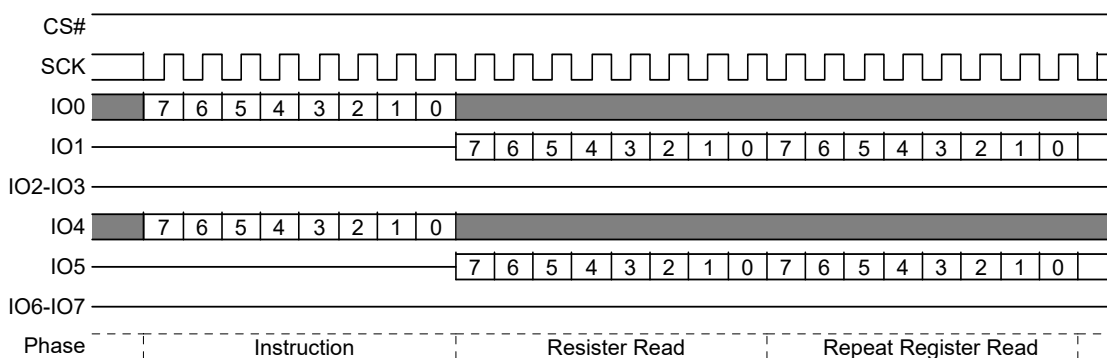 CS#
SCK
IO0 7 6 5 4 3 2 1 0
IO1 7 6 5 4 3 2 1 0 7 6 5 4 3 2 1 0
IO2-IO3
IO4 7 6 5 4 3 2 1 0
IO5 7 6 5 4 3 2 1 0 7 6 5 4 3 2 1 0
IO6-IO7
Phase Instruction Resister Read Repeat Register Read